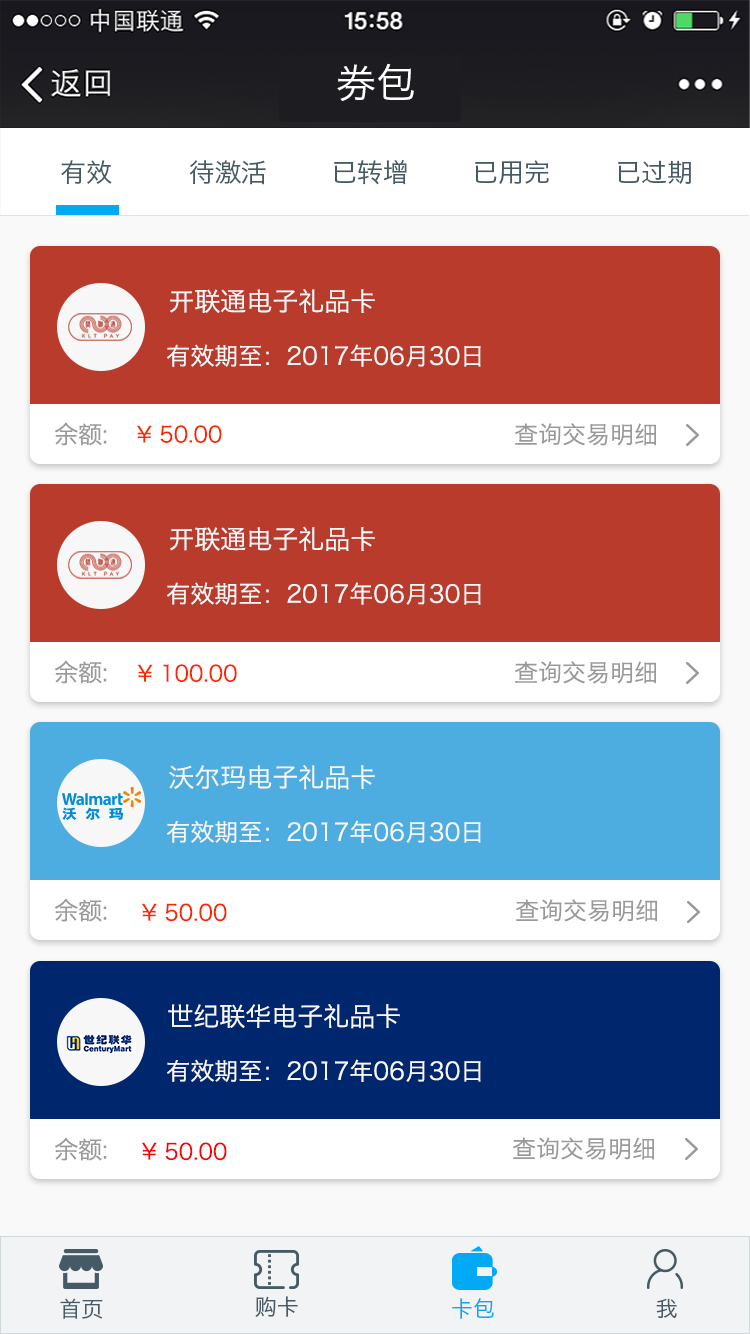 中国联通 15:58
返回 券包
有效 待激活 已转增 已用完 已过期
KLT PAY
开联通电子礼品卡
有效期至：2017年06月30日
余额: ¥ 50.00 查询交易明细
KLT PAY
开联通电子礼品卡
有效期至：2017年06月30日
余额: ¥ 100.00 查询交易明细
Walmart
沃尔玛
沃尔玛电子礼品卡
有效期至：2017年06月30日
余额: ¥ 50.00 查询交易明细
世纪联华
CenturyMart
世纪联华电子礼品卡
有效期至：2017年06月30日
余额: ¥ 50.00 查询交易明细
首页 购卡 卡包 我